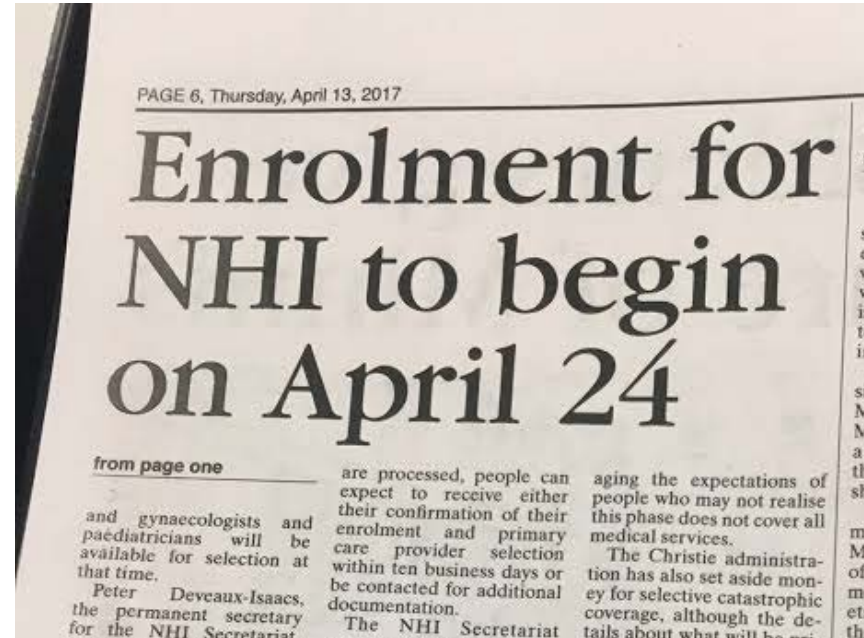 PAGE 6, Thursday, April 13, 2017
Enrolment for
NHI to begin
on April 24
from page one
and gynaecologists and
paediatricians will be
available for selection at
that time.
Peter Deveaux-Isaacs,
the permanent secretary
for the NHI Secretariat,
are processed, people can
expect to receive either
their confirmation of their
enrolment and primary
care provider selection
within ten business days or
be contacted for additional
documentation.
The NHI Secretariat
aging the expectations of
people who may not realise
this phase does not cover all
medical services.
The Christie administra-
tion has also set aside mon-
ey for selective catastrophic
coverage, although the de-
tails about what will